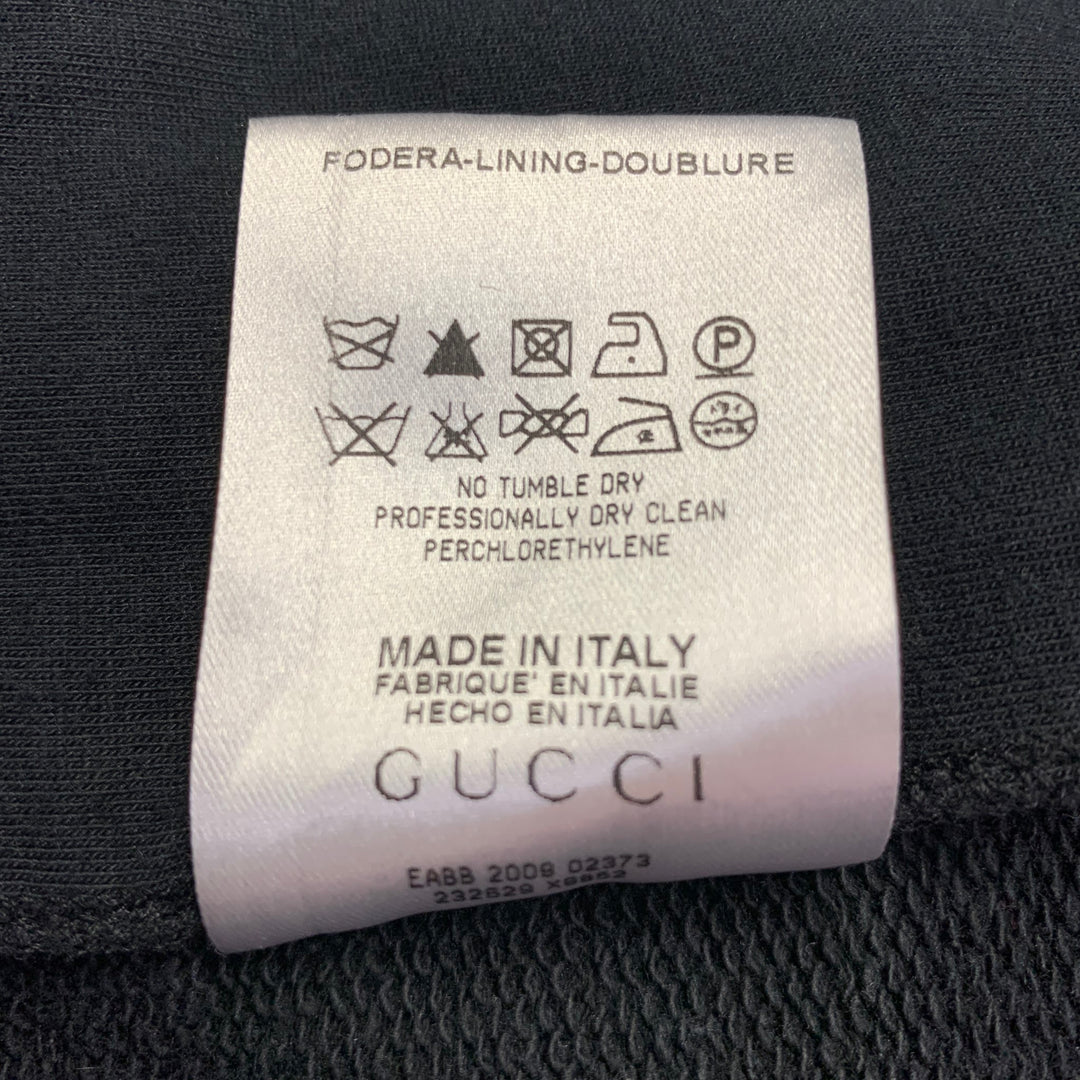 FODERA-LINING-DOUBLURE
P
NO TUMBLE DRY
PROFESSIONALLY DRY CLEAN
PERCHLORETHYLENE
MADE IN ITALY
FABRIQUE' EN ITALIE
HECHO EN ITALIA
GUCCI
EABB 2009 02373
232529